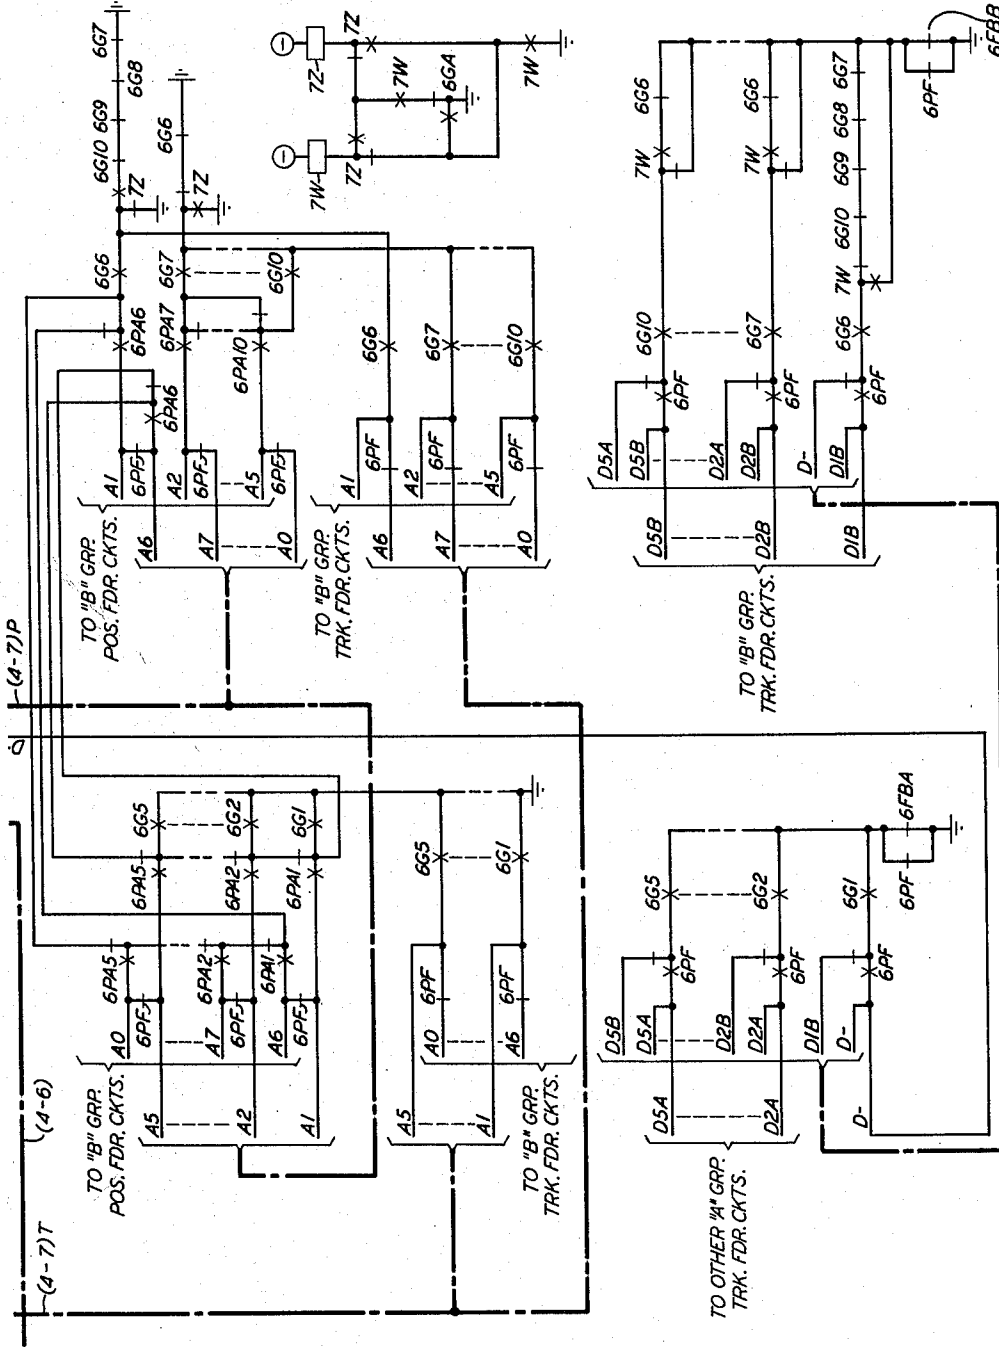 6G10 6G9 6G8 6G7
7Z
6G6
7Z
6G6
6PA6
6G7
6PA7
6G10
6PA10
6PA6
A1
6PF
A6
A2
6PF
A7
A5
6PF
A0
TO "B" GRP.
POS. FDR. CKTS.
7Z
7Z
7W
6GA
7W
7W
7Z
A1
6PF
6G6
A6
A2
6PF
6G7
A7
A5
6PF
6G10
A0
TO "B" GRP.
TRK. FDR. CKTS.
6G6
7W
6G10
D5A
D5B
6PF
D5B
6G6
7W
6G7
D2A
D2B
6PF
D2B
6G10 6G9 6G8 6G7
7W
6G6
D-
D1B
6PF
D1B
6PF
6FBB
TO "B" GRP.
TRK. FDR. CKTS.
(4-7)P
D
6G5
6PA5
6G2
6PA2
6G1
6PA1
6PA5
A0
6PF
A5
6PA2
A7
6PF
A2
6PA1
A6
6PF
A1
TO "B" GRP.
POS. FDR. CKTS.
6G5
6PF
A0
A5
6G1
6PF
A6
A1
TO "B"
TRK. FDR. CKTS. GRP.
6G5
D5B
D5A
6PF
D5A
6G2
D2B
D2A
6PF
D2A
6G1
D1B
D-
6PF
D-
6PF
6FBA
TO OTHER "A" GRP.
TRK. FDR. CKTS.
(4-6)
(4-7)T